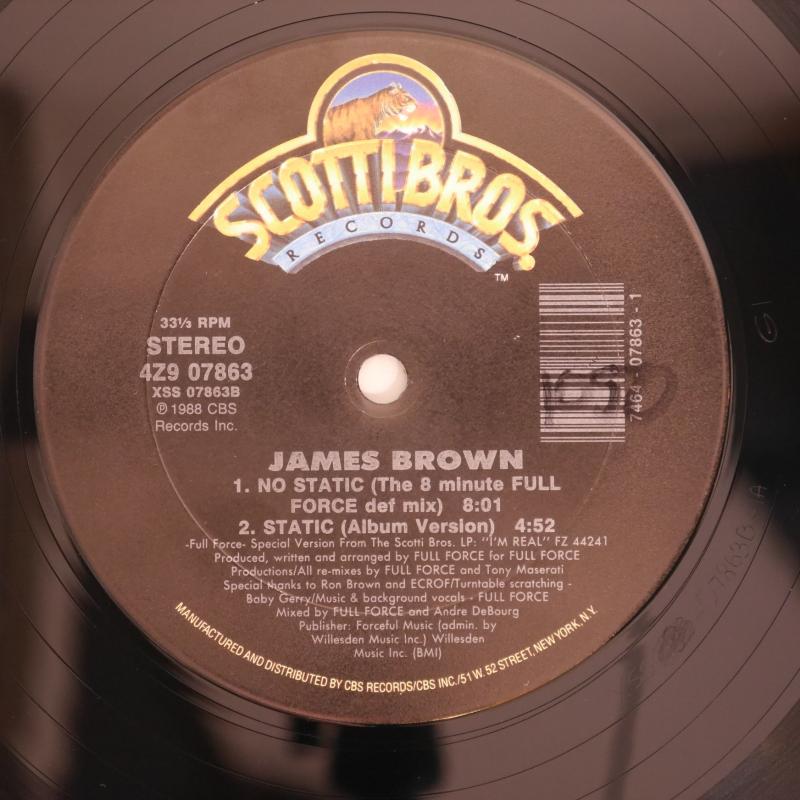 SCOTTI BROS.
RECORDS
TM
33⅓ RPM
STEREO
4Z9 07863
XSS 07863B
℗ 1988 CBS
Records Inc.
7464 - 07863 - 1
JAMES BROWN
1. NO STATIC (The 8 minute FULL
FORCE def mix) 8:01
2. STATIC (Album Version) 4:52
-Full Force- Special Version From The Scotti Bros. LP: "I'M REAL" FZ 44241
Produced, written and arranged by FULL FORCE for FULL FORCE
Productions/All re-mixes by FULL FORCE and Tony Maserati
Special thanks to Ron Brown and ECROF/Turntable scratching -
Baby Gerry/Music & background vocals - FULL FORCE
Mixed by FULL FORCE and Andre DeBourg
Publisher: Forceful Music (admin. by
Willesden Music Inc.) Willesden
Music Inc. (BMI)
MANUFACTURED AND DISTRIBUTED BY CBS RECORDS/CBS INC./51 W. 52 STREET, NEW YORK, N.Y.
G1